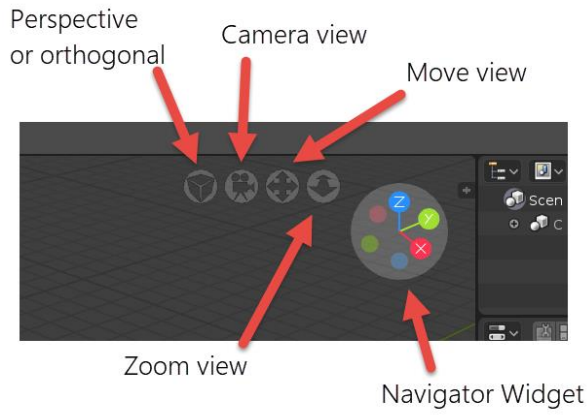 Perspective
or orthogonal
Camera view
Move view
Z
Y
X
Scen
C
Zoom view
Navigator Widget